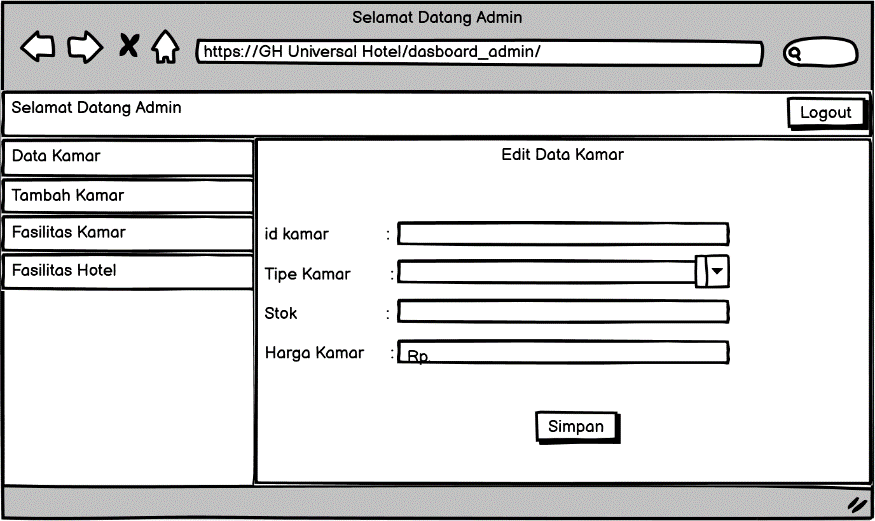 Selamat Datang Admin
https://GH Universal Hotel/dasboard_admin/
Selamat Datang Admin
Logout
Data Kamar
Tambah Kamar
Fasilitas Kamar
Fasilitas Hotel
Edit Data Kamar
id kamar :
Tipe Kamar :
Stok :
Harga Kamar : Rp.
Simpan